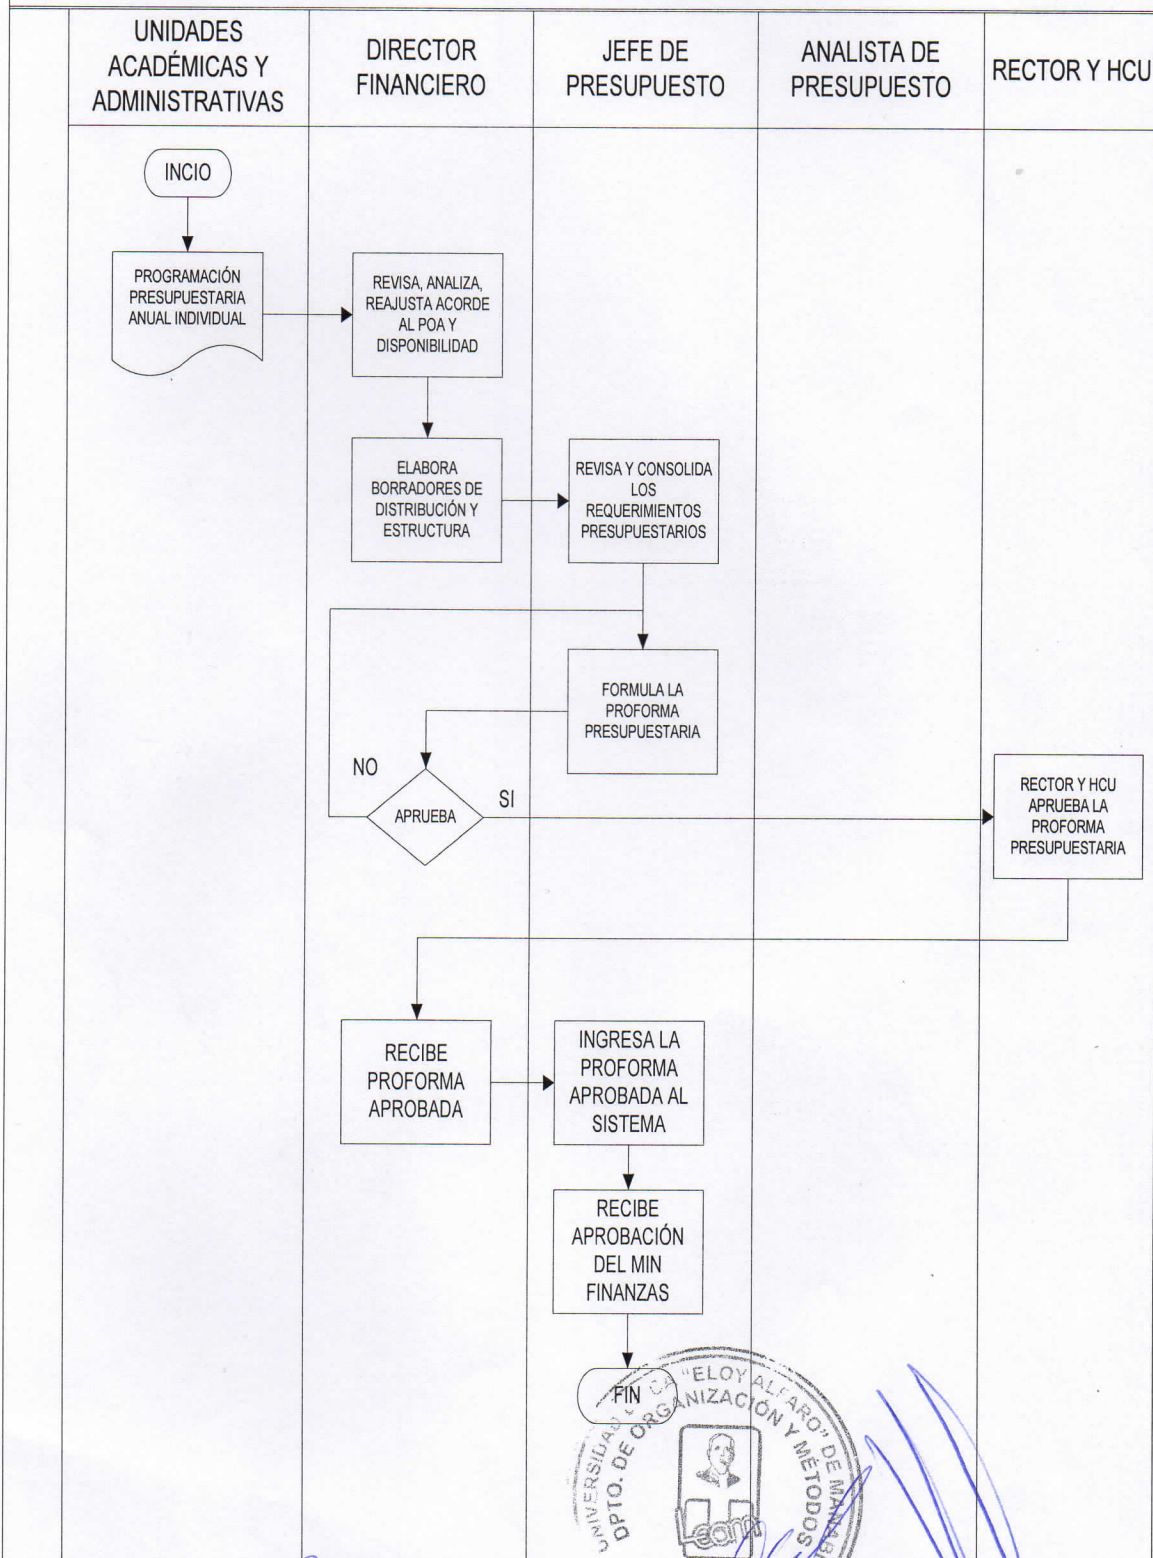 UNIDADES
ACADÉMICAS Y
ADMINISTRATIVAS
DIRECTOR
FINANCIERO
JEFE DE
PRESUPUESTO
ANALISTA DE
PRESUPUESTO
RECTOR Y HCU
INCIO
PROGRAMACIÓN
PRESUPUESTARIA
ANUAL INDIVIDUAL
REVISA, ANALIZA,
REAJUSTA ACORDE
AL POA Y
DISPONIBILIDAD
ELABORA
BORRADORES DE
DISTRIBUCIÓN Y
ESTRUCTURA
REVISA Y CONSOLIDA
LOS
REQUERIMIENTOS
PRESUPUESTARIOS
FORMULA LA
PROFORMA
PRESUPUESTARIA
NO
APRUEBA
SI
RECTOR Y HCU
APRUEBA LA
PROFORMA
PRESUPUESTARIA
RECIBE
PROFORMA
APROBADA
INGRESA LA
PROFORMA
APROBADA AL
SISTEMA
RECIBE
APROBACIÓN
DEL MIN
FINANZAS
FIN
UNIVERSIDAD "ELOY ALFARO" DE MANABÍ
DPTO. DE ORGANIZACIÓN Y MÉTODOS